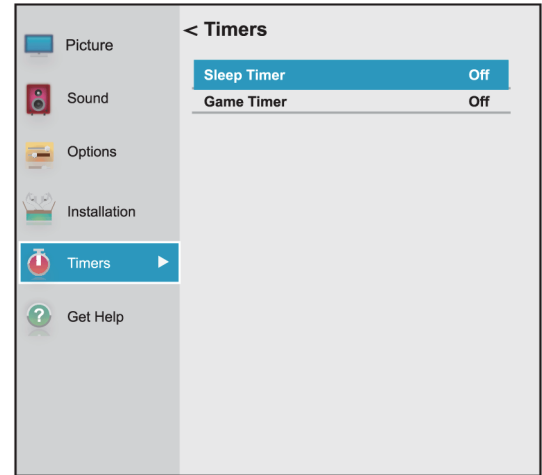 Picture
Sound
Options
Installation
Timers
Get Help
< Timers
Sleep Timer Off
Game Timer Off